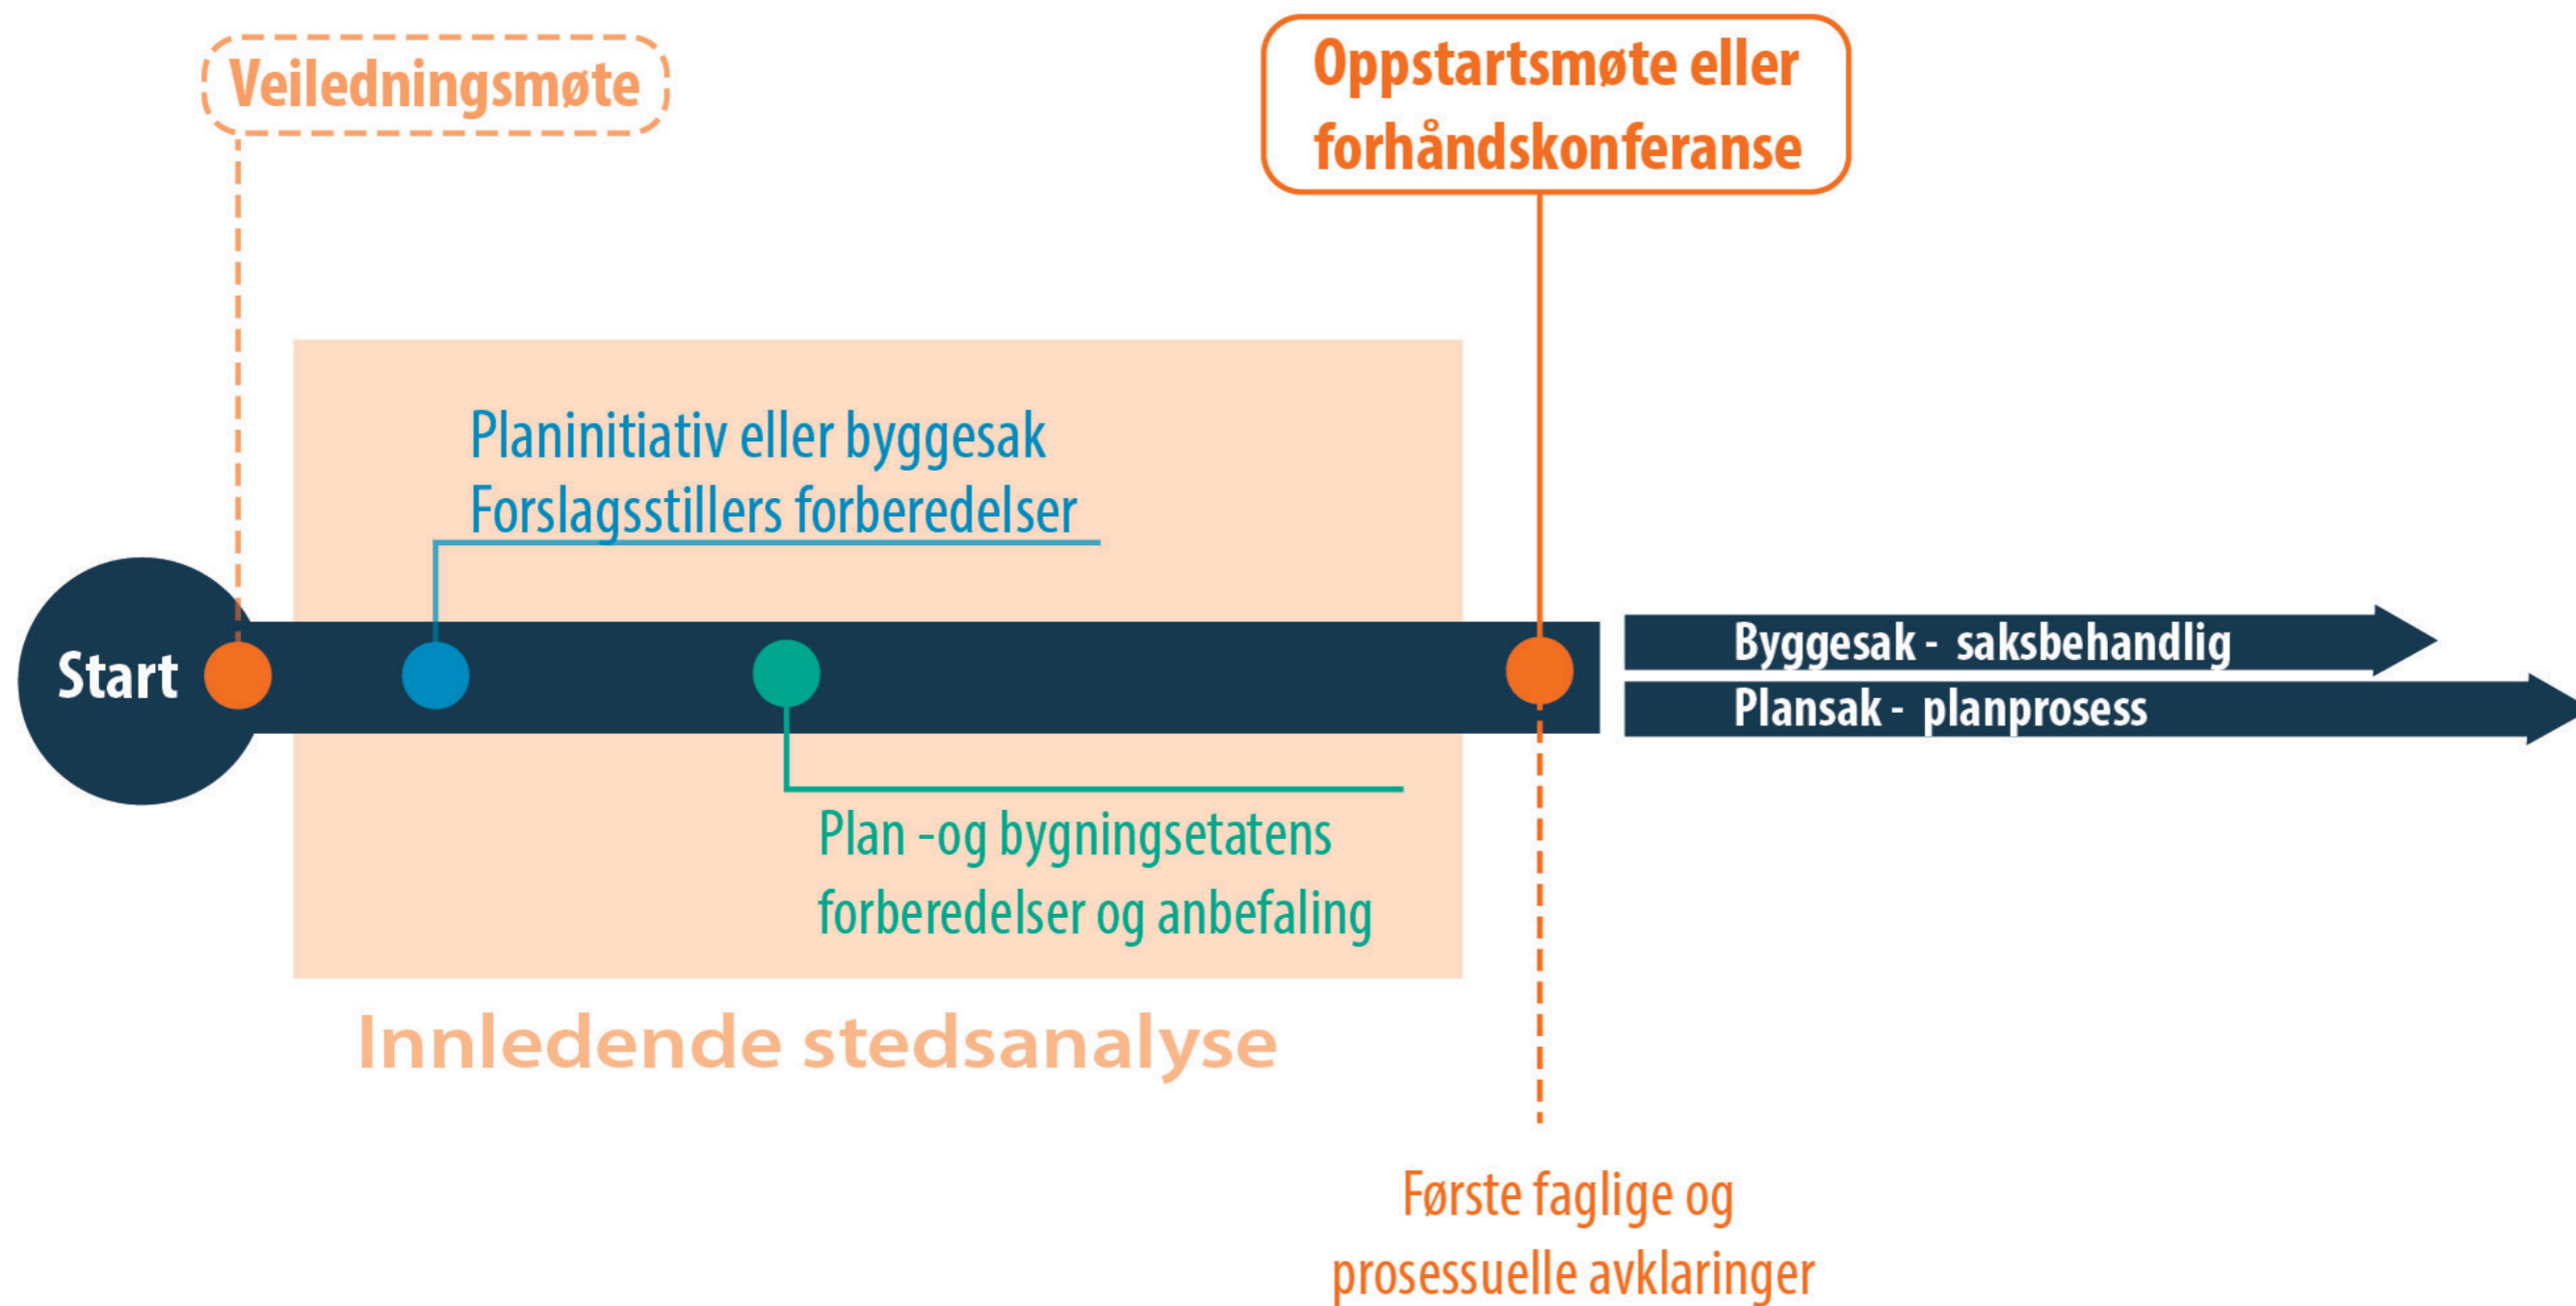 Veiledningsmøte
Oppstartsmøte eller
forhåndskonferanse
Planinitiativ eller byggesak
Forslagsstillers forberedelser
Start
Byggesak - saksbehandlig
Plansak - planprosess
Plan -og bygningsetatens
forberedelser og anbefaling
Innledende stedsanalyse
Første faglige og
prosessuelle avklaringer